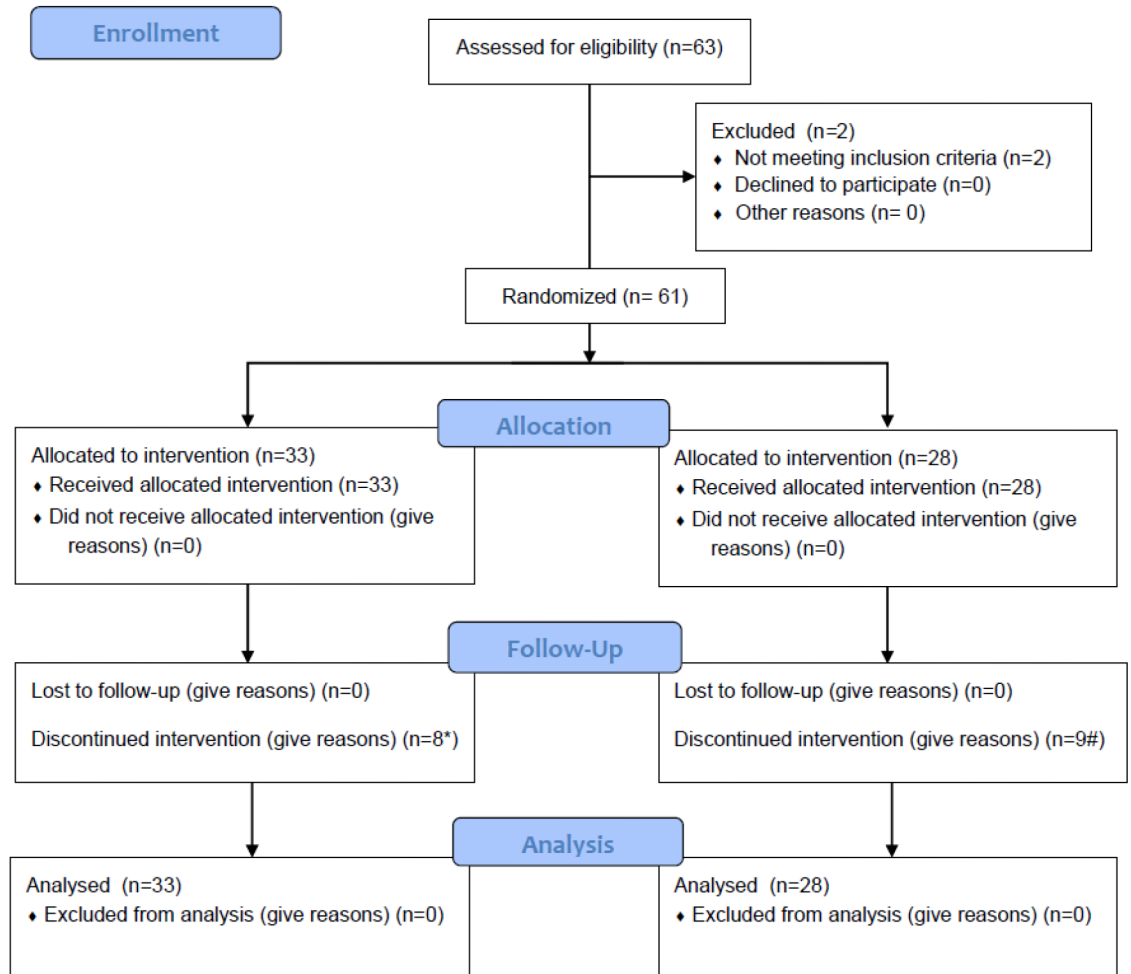 Enrollment
Assessed for eligibility (n=63)
Excluded (n=2)
♦ Not meeting inclusion criteria (n=2)
♦ Declined to participate (n=0)
♦ Other reasons (n= 0)
Randomized (n= 61)
Allocation
Allocated to intervention (n=33)
♦ Received allocated intervention (n=33)
♦ Did not receive allocated intervention (give
reasons) (n=0)
Allocated to intervention (n=28)
♦ Received allocated intervention (n=28)
♦ Did not receive allocated intervention (give
reasons) (n=0)
Follow-Up
Lost to follow-up (give reasons) (n=0)
Discontinued intervention (give reasons) (n=8*)
Lost to follow-up (give reasons) (n=0)
Discontinued intervention (give reasons) (n=9#)
Analysis
Analysed (n=33)
♦ Excluded from analysis (give reasons) (n=0)
Analysed (n=28)
♦ Excluded from analysis (give reasons) (n=0)